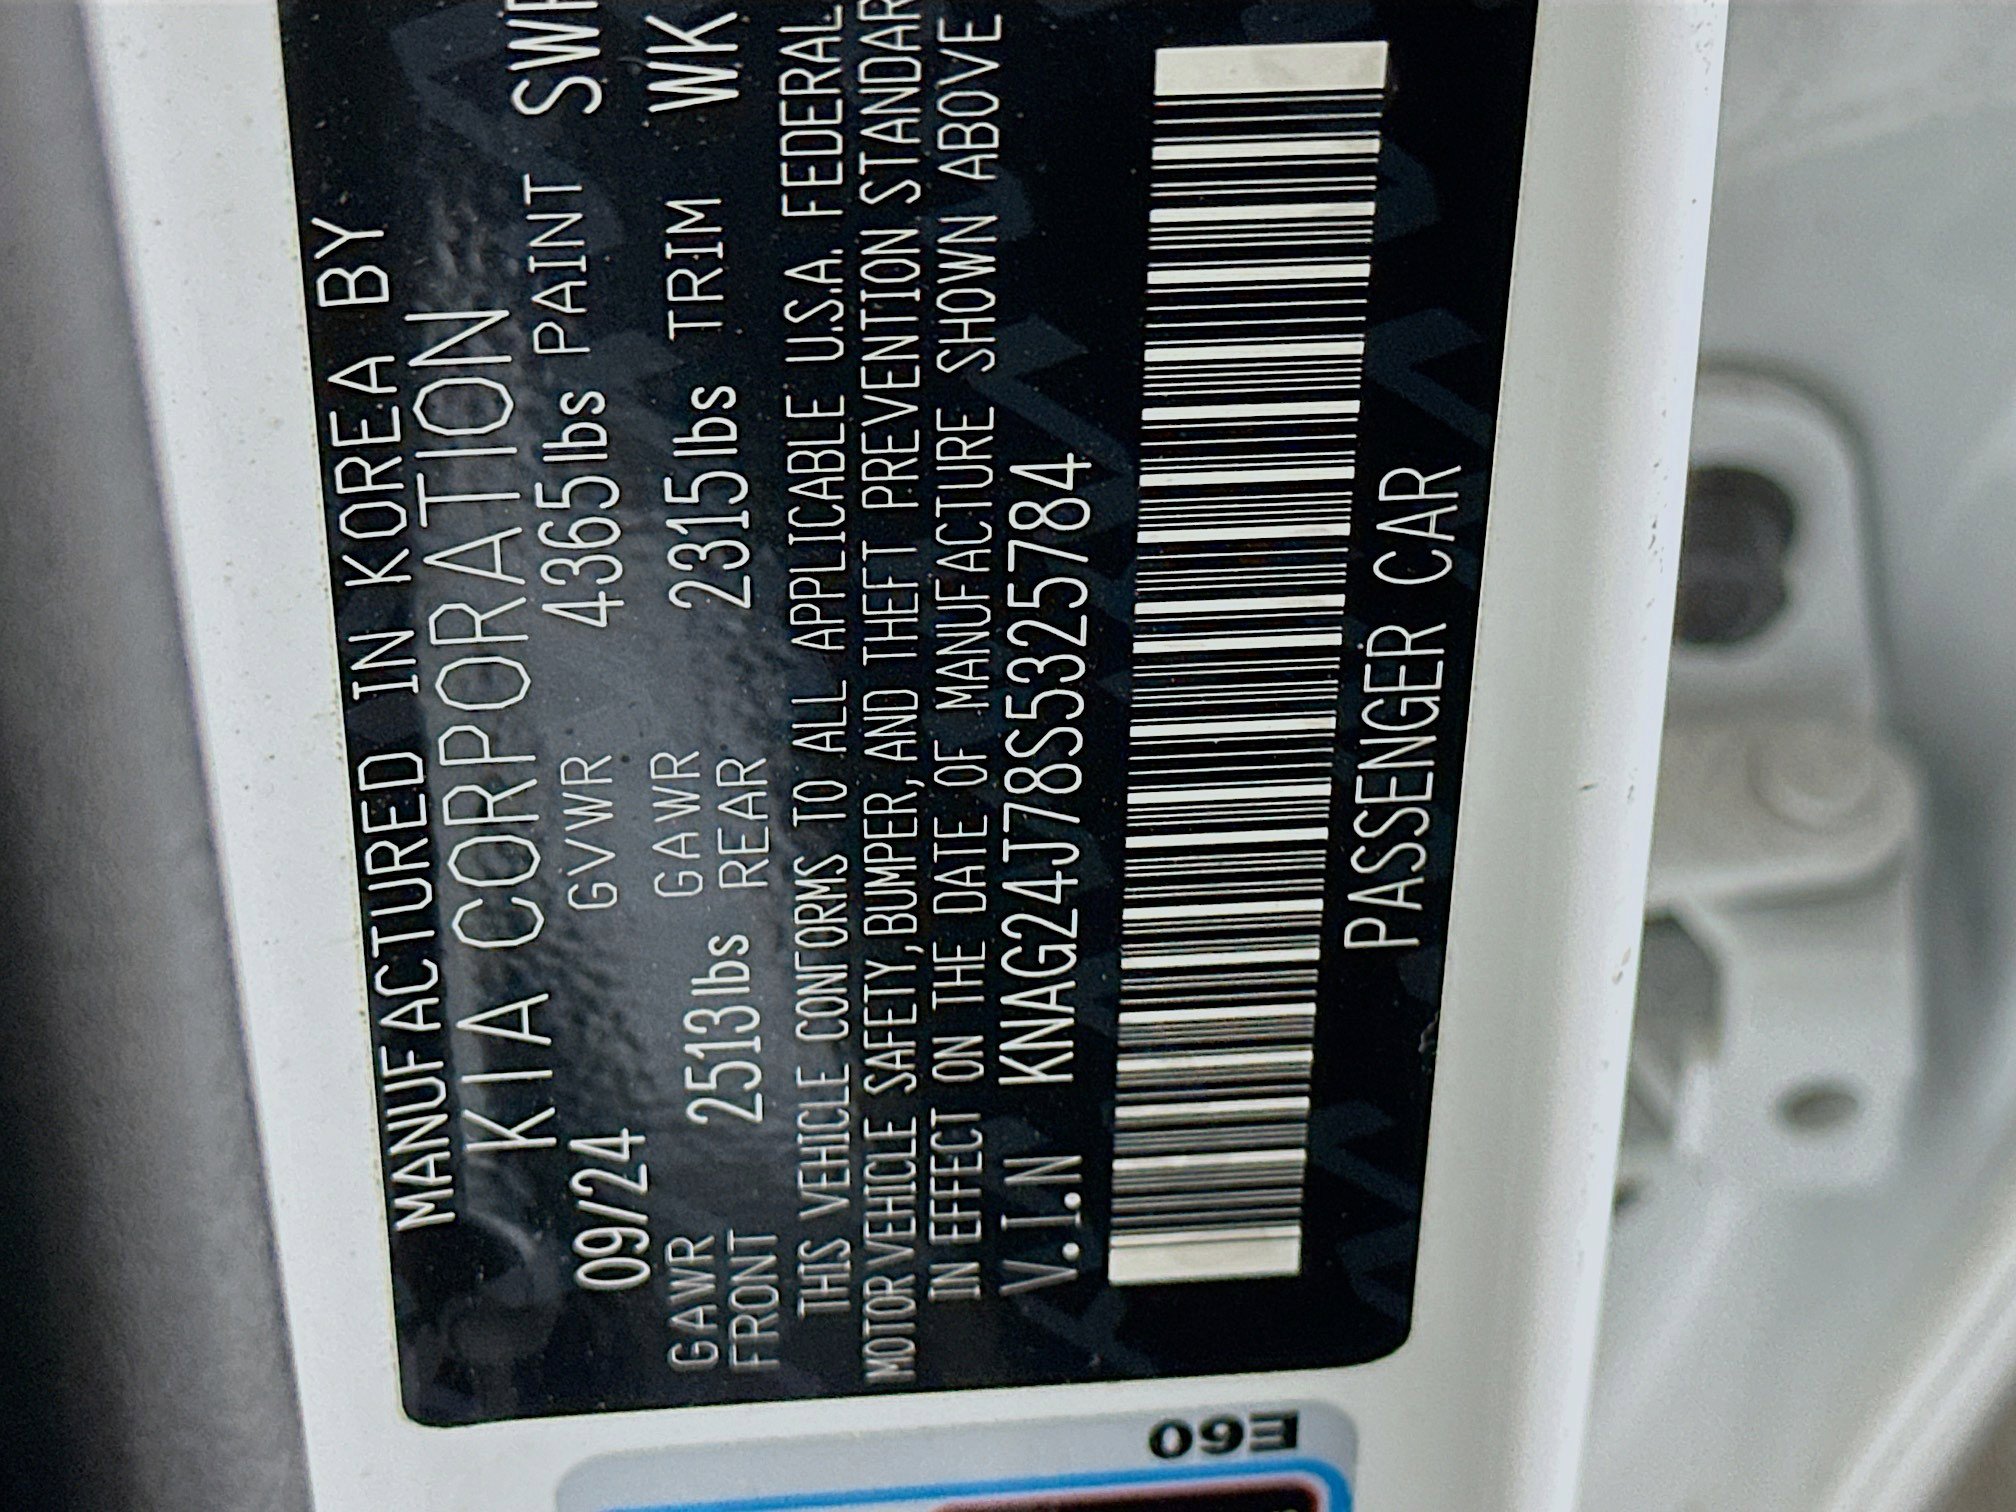 MANUFACTURED IN KOREA BY
KIA CORPORATION
09/24 GVWR 4365lbs PAINT
GAWR FRONT 2513lbs GAWR REAR 2315lbs TRIM WK
THIS VEHICLE CONFORMS TO ALL APPLICABLE U.S.A. FEDERAL
MOTOR VEHICLE SAFETY, BUMPER, AND THEFT PREVENTION STANDAR
IN EFFECT ON THE DATE OF MANUFACTURE SHOWN ABOVE
V.I.N KNAG24J78S5325784
PASSENGER CAR
E60